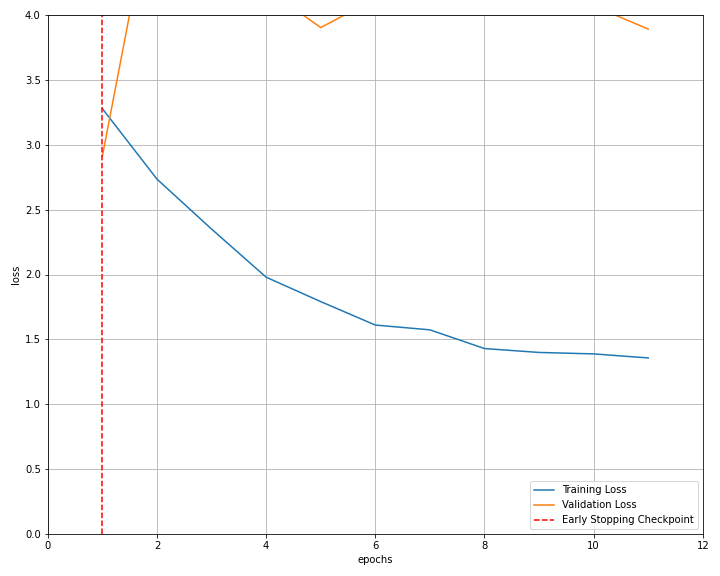 4.0
3.5
3.0
2.5
2.0
1.5
1.0
0.5
0.0
loss
0 2 4 6 8 10 12
epochs
Training Loss
Validation Loss
Early Stopping Checkpoint